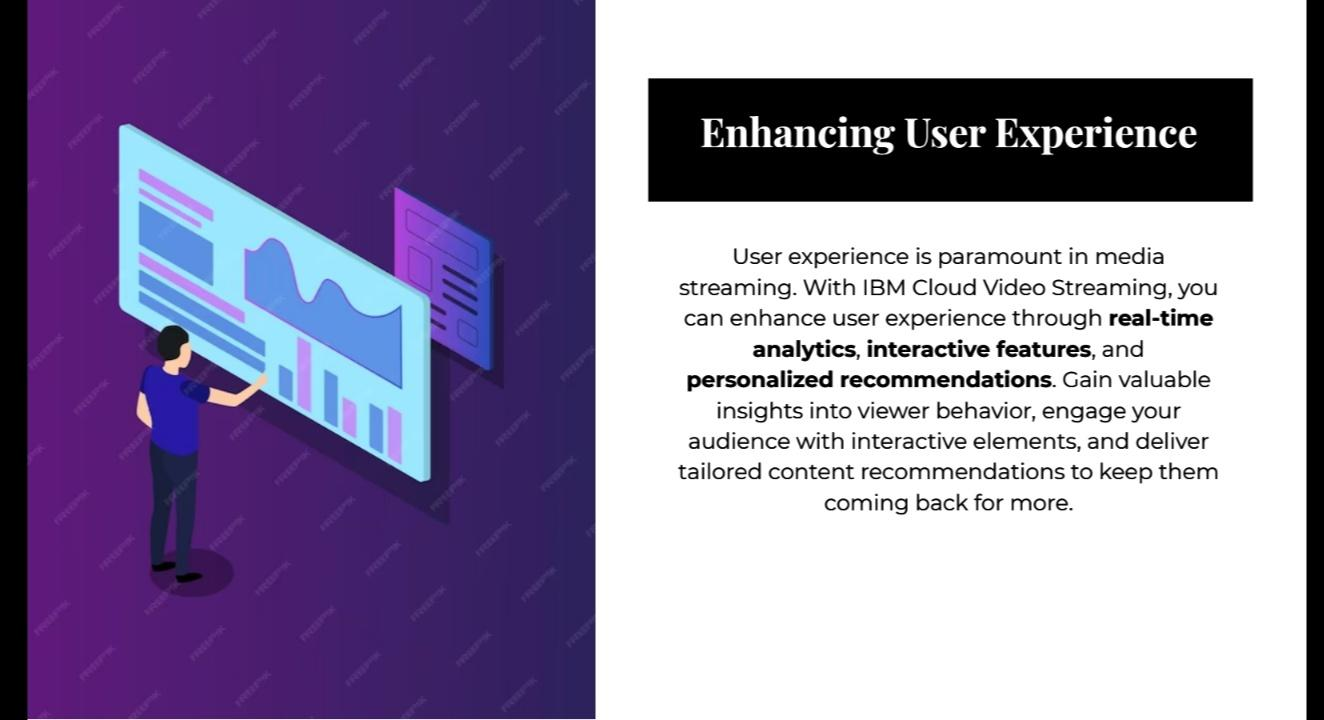 Enhancing User Experience
User experience is paramount in media
streaming. With IBM Cloud Video Streaming, you
can enhance user experience through real-time
analytics, interactive features, and
personalized recommendations. Gain valuable
insights into viewer behavior, engage your
audience with interactive elements, and deliver
tailored content recommendations to keep them
coming back for more.
FREEPIK